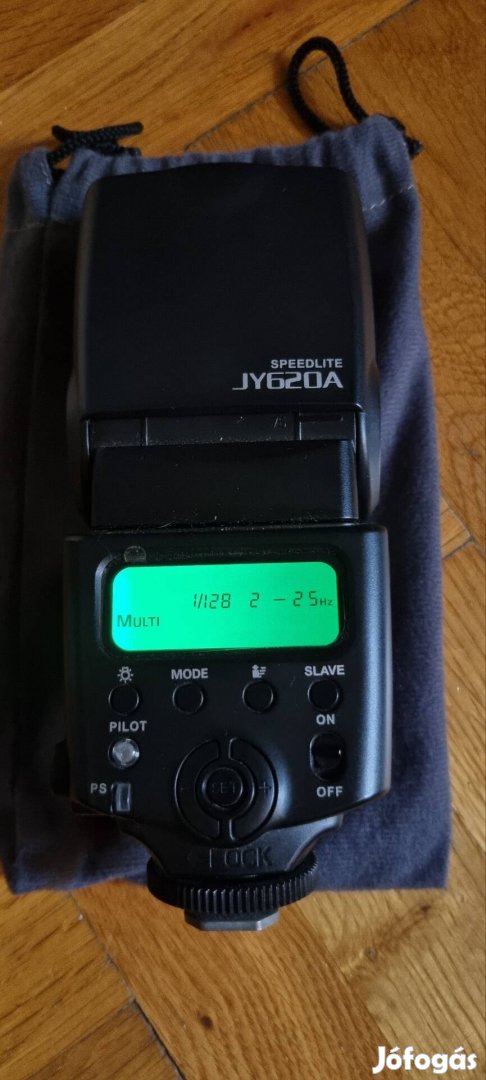 SPEEDLITE
JY620A
1/128 2 - 25Hz
MULTI
MODE
SLAVE
PILOT
ON
PS
- SET +
OFF
LOCK
Jófogás